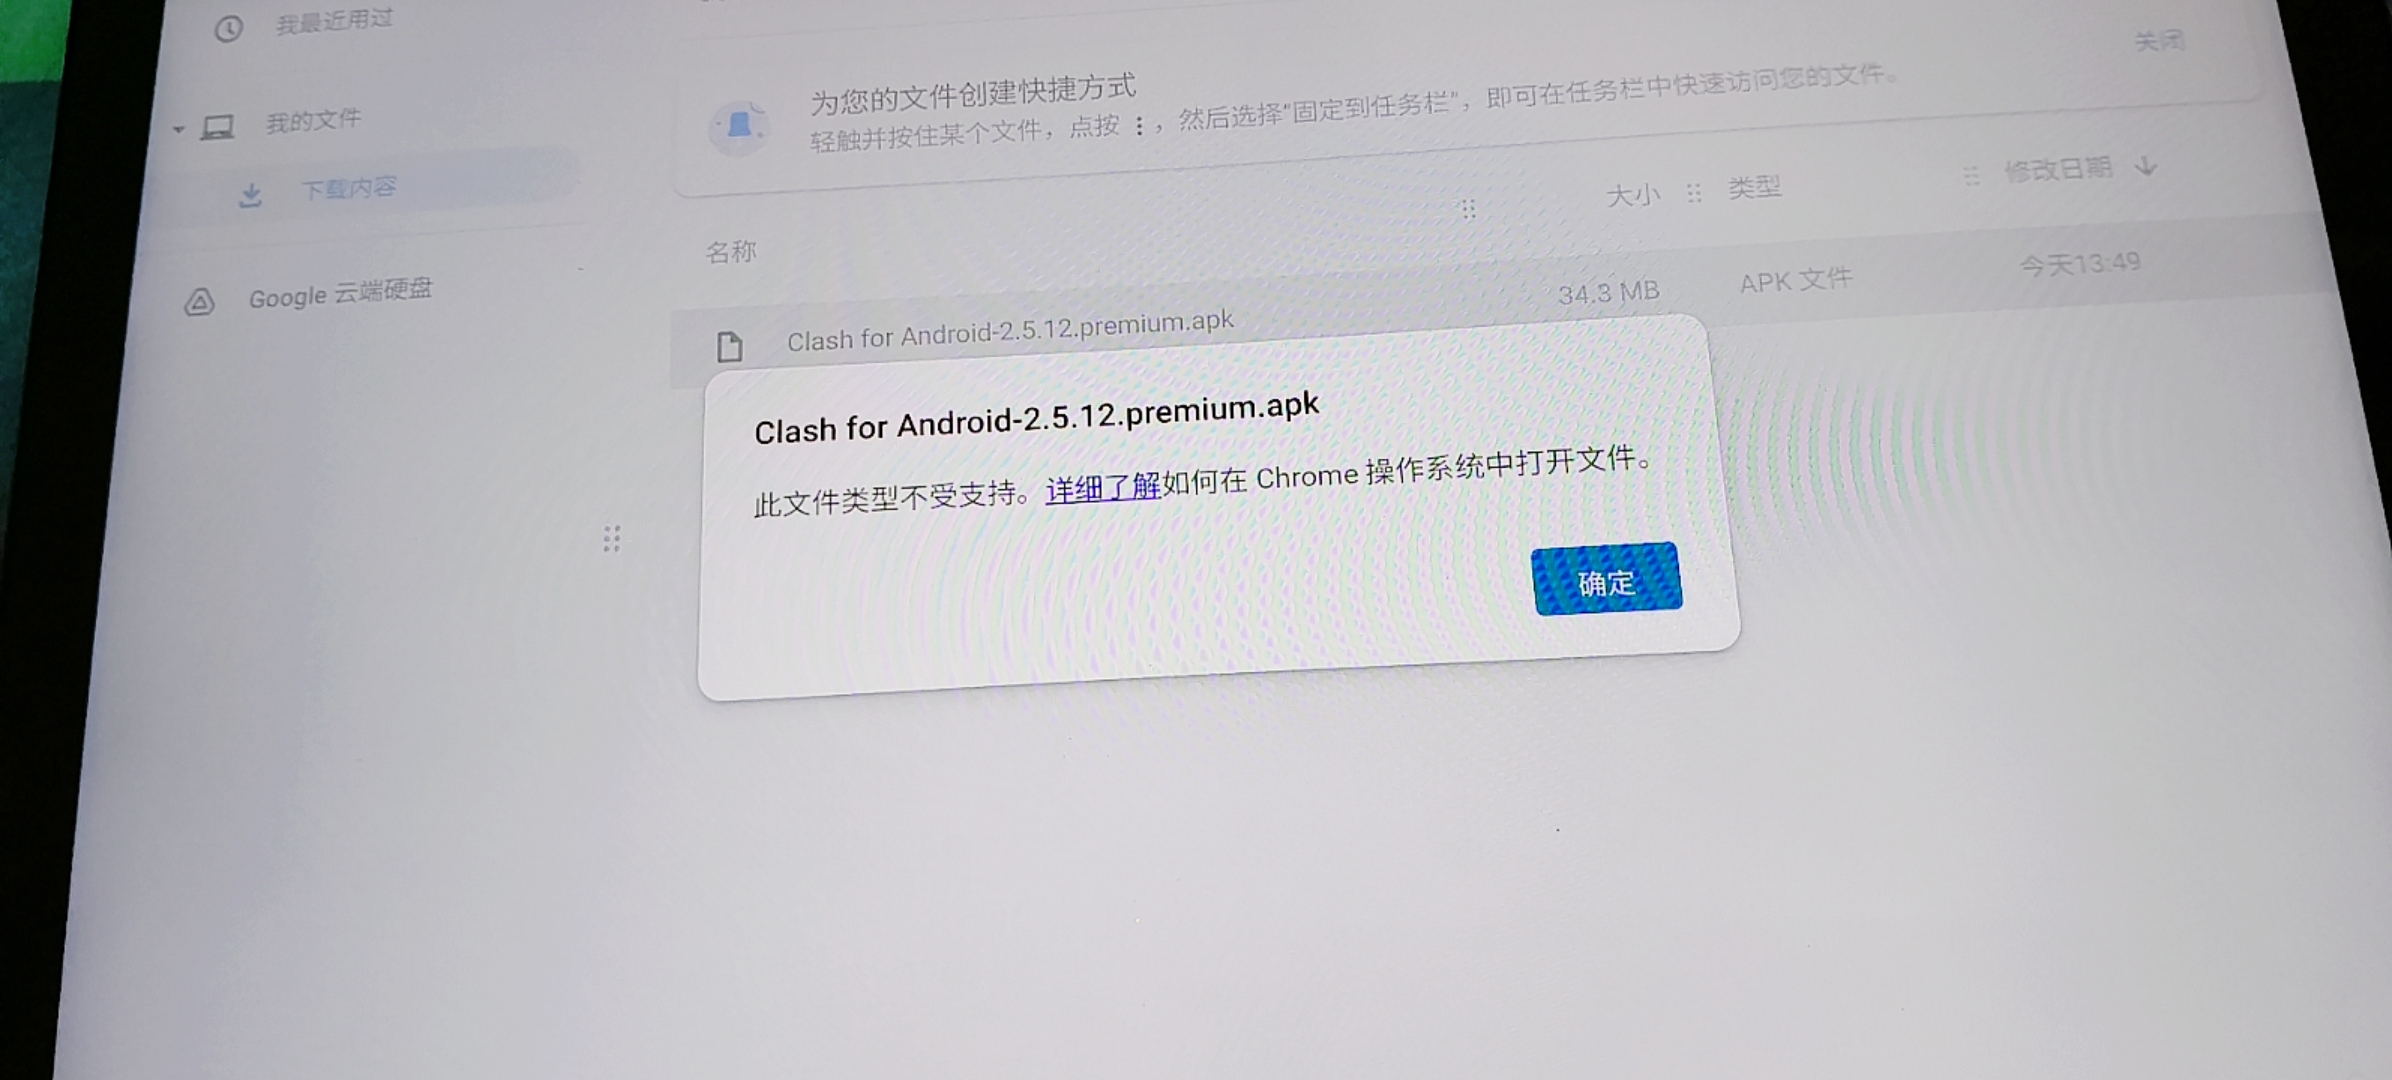 我最近用过
我的文件
下载内容
Google 云端硬盘
关闭
为您的文件创建快捷方式
轻触并按住某个文件，点按 ⋮，然后选择“固定到任务栏”，即可在任务栏中快速访问您的文件。
名称 大小 类型 修改日期
Clash for Android-2.5.12.premium.apk 34.3 MB APK 文件 今天13:49
Clash for Android-2.5.12.premium.apk
此文件类型不受支持。详细了解如何在 Chrome 操作系统中打开文件。
确定